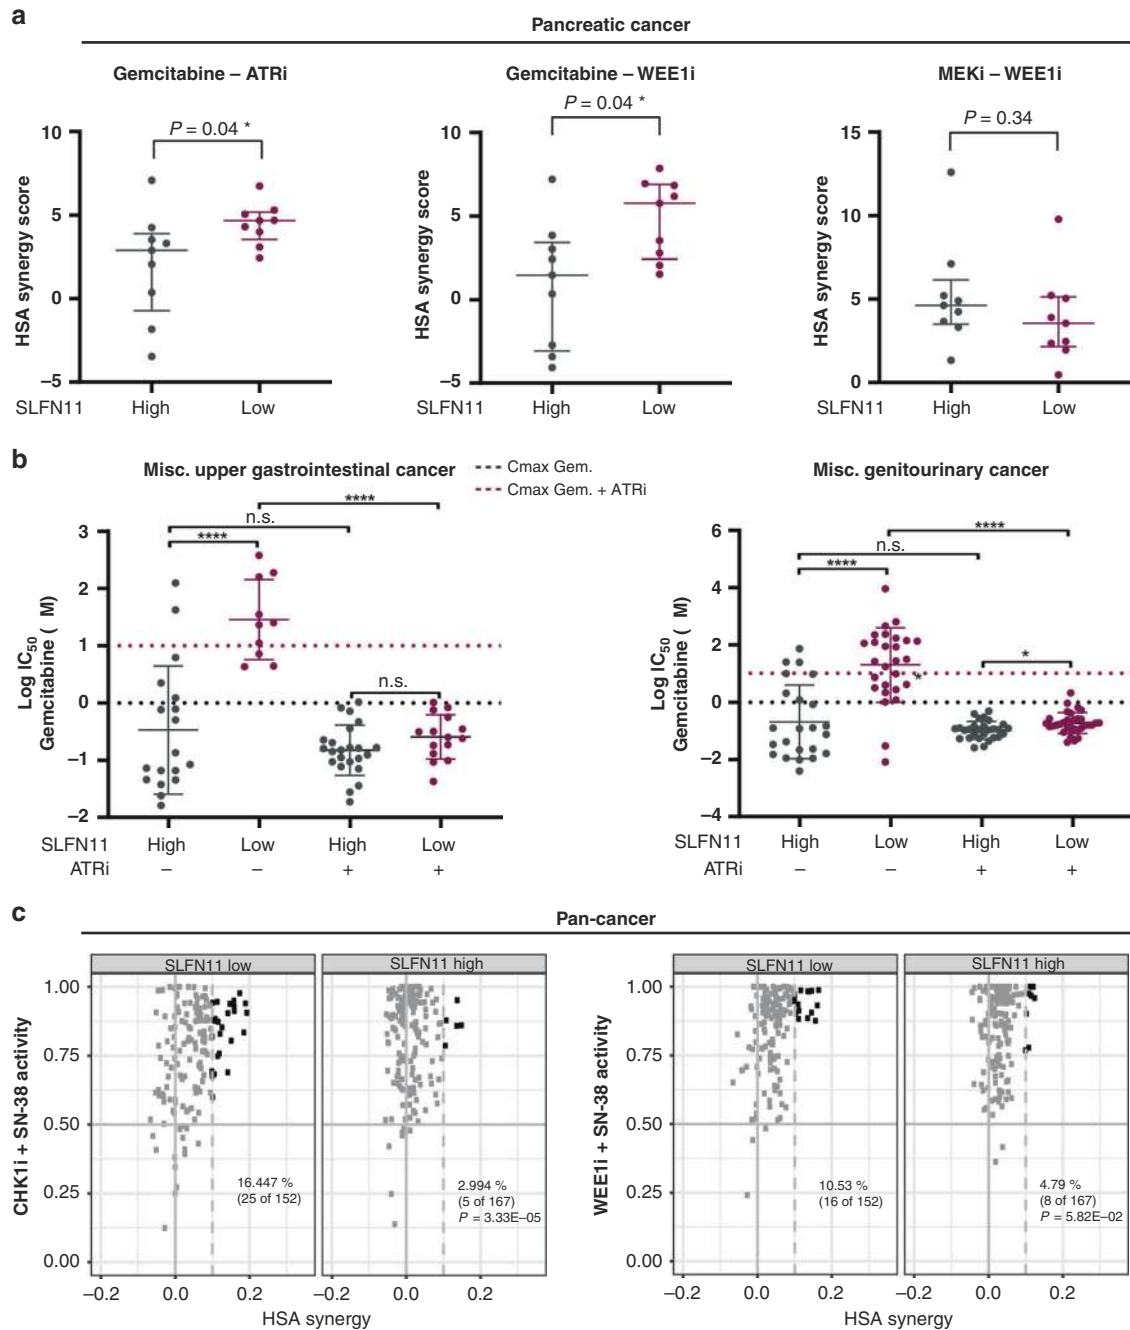 a
Pancreatic cancer
Gemcitabine – ATRi
P = 0.04 *
HSA synergy score
10
5
0
–5
SLFN11 High Low
Gemcitabine – WEE1i
P = 0.04 *
HSA synergy score
10
5
0
–5
SLFN11 High Low
MEKi – WEE1i
P = 0.34
HSA synergy score
15
10
5
0
SLFN11 High Low
b
Misc. upper gastrointestinal cancer
Cmax Gem.
Cmax Gem. + ATRi
****
n.s.
****
n.s.
Log IC50
Gemcitabine ( M)
3
2
1
0
–1
–2
SLFN11 High Low High Low
ATRi – – + +
Misc. genitourinary cancer
****
n.s.
****
*
*
Log IC50
Gemcitabine ( M)
6
4
2
0
–2
–4
SLFN11 High Low High Low
ATRi – – + +
c
Pan-cancer
SLFN11 low
SLFN11 high
CHK1i + SN-38 activity
1.00
0.75
0.50
0.25
0.00
16.447 %
(25 of 152)
2.994 %
(5 of 167)
P = 3.33E–05
–0.2 0.0 0.2 0.0 0.2
HSA synergy
SLFN11 low
SLFN11 high
WEE1i + SN-38 activity
1.00
0.75
0.50
0.25
0.00
10.53 %
(16 of 152)
4.79 %
(8 of 167)
P = 5.82E–02
–0.2 0.0 0.2 0.0 0.2
HSA synergy